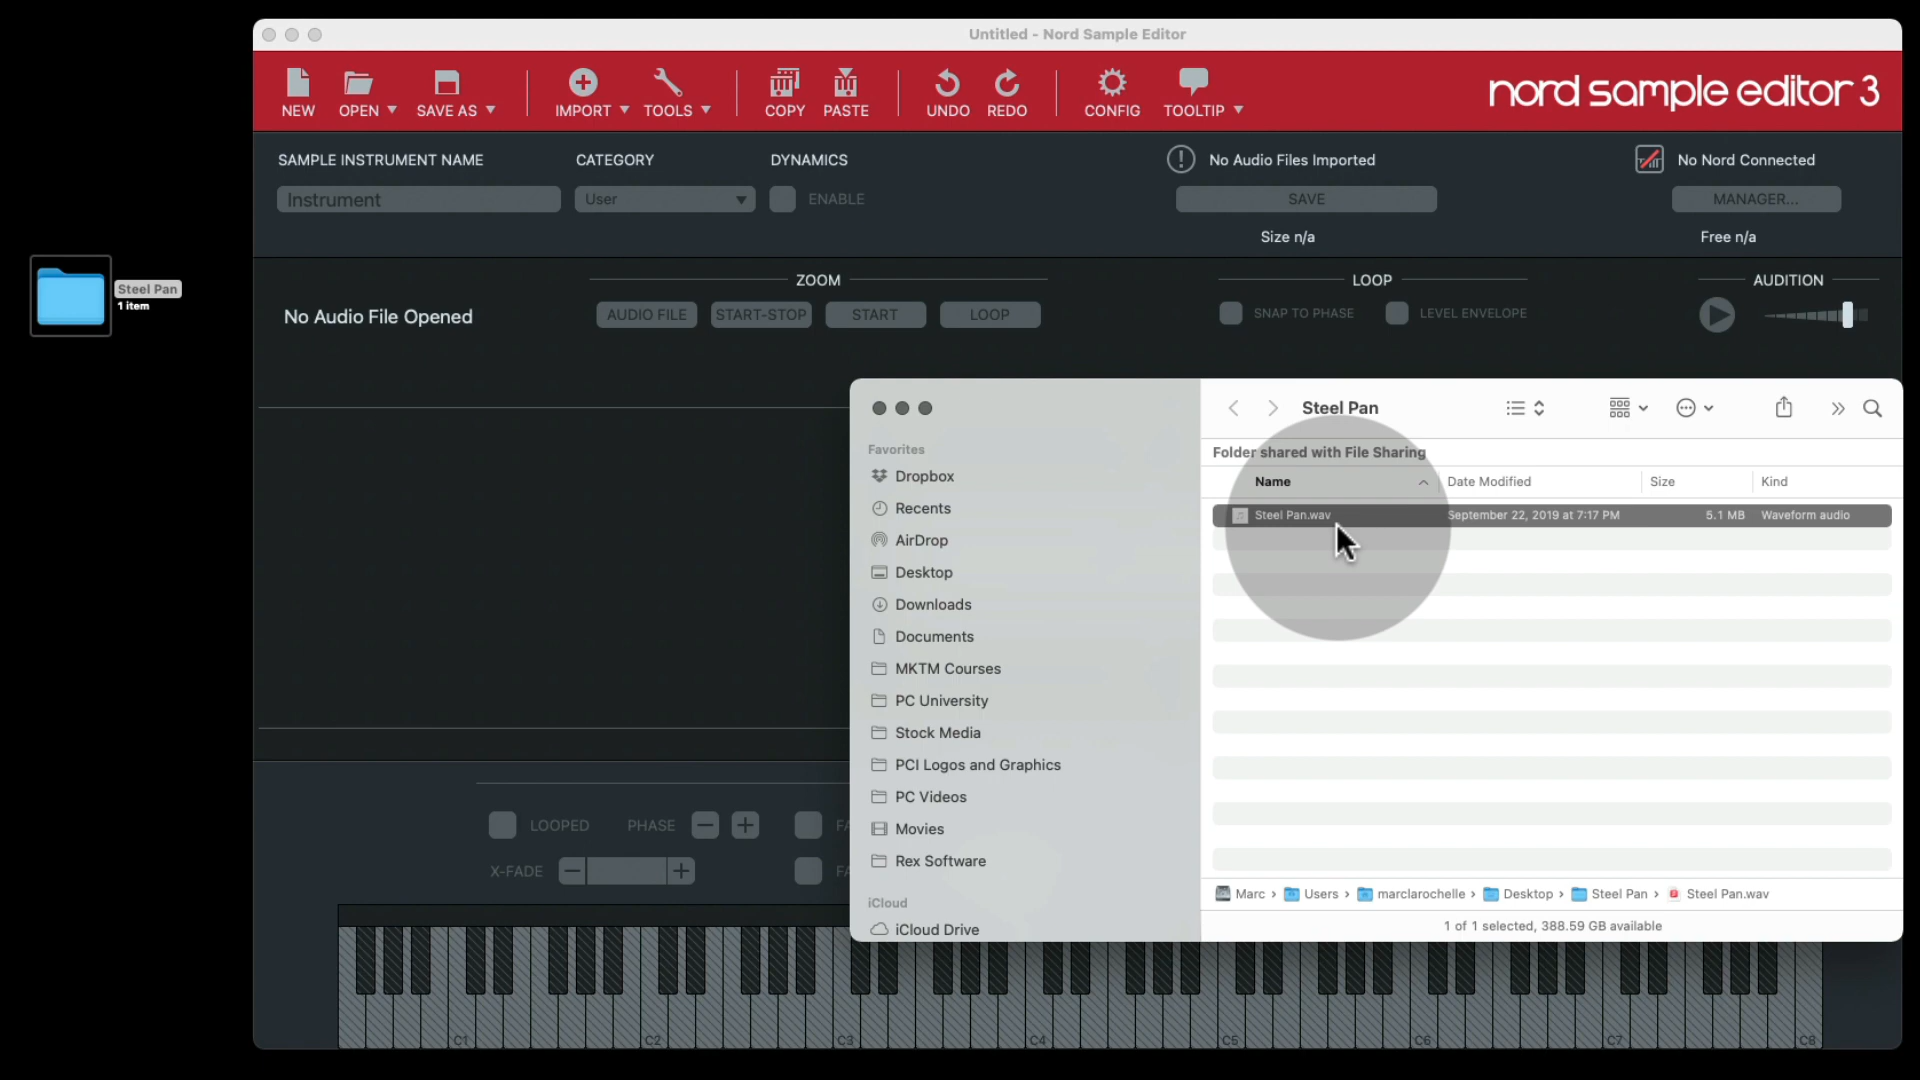 Untitled - Nord Sample Editor
NEW
OPEN
SAVE AS
IMPORT
TOOLS
COPY
PASTE
UNDO
REDO
CONFIG
TOOLTIP
nord sample editor 3
SAMPLE INSTRUMENT NAME
CATEGORY
DYNAMICS
No Audio Files Imported
No Nord Connected
Instrument
User
ENABLE
SAVE
MANAGER...
Size n/a
Free n/a
Steel Pan
1 item
No Audio File Opened
ZOOM
LOOP
AUDITION
AUDIO FILE
START-STOP
START
LOOP
SNAP TO PHASE
LEVEL ENVELOPE
Steel Pan
Folder shared with File Sharing
Name
Date Modified
Size
Kind
Steel Pan.wav
September 22, 2019 at 7:17 PM
5.1 MB
Waveform audio
Favorites
Dropbox
Recents
AirDrop
Desktop
Downloads
Documents
MKTM Courses
PC University
Stock Media
PCI Logos and Graphics
PC Videos
Movies
Rex Software
iCloud
iCloud Drive
Marc › Users › marclarochelle › Desktop › Steel Pan › Steel Pan.wav
1 of 1 selected, 388.59 GB available
LOOPED
PHASE
FA
X-FADE
FA
C1
C2
C3
C4
C5
C6
C7
C8